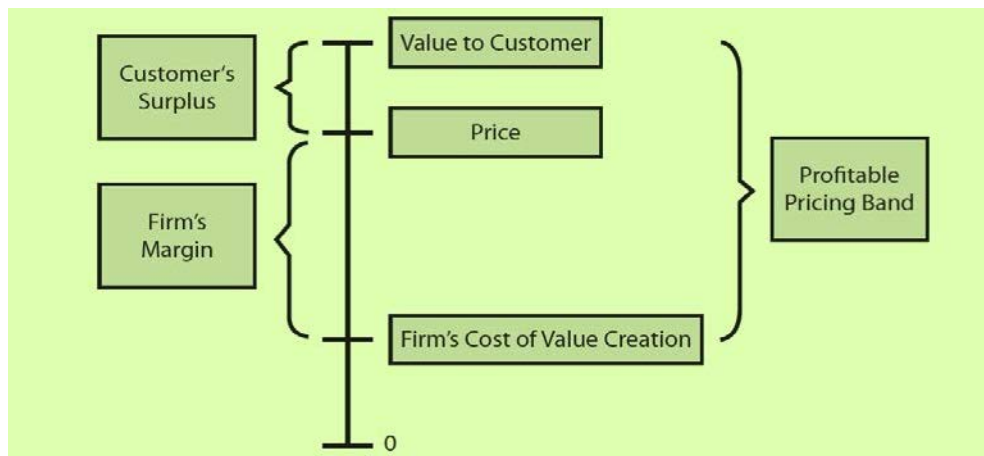 Customer's
Surplus
Value to Customer
Price
Profitable
Pricing Band
Firm's
Margin
Firm's Cost of Value Creation
0